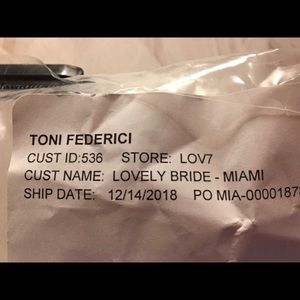 TONI FEDERICI
CUST ID:536 STORE: LOV7
CUST NAME: LOVELY BRIDE - MIAMI
SHIP DATE: 12/14/2018 PO MIA-0000187